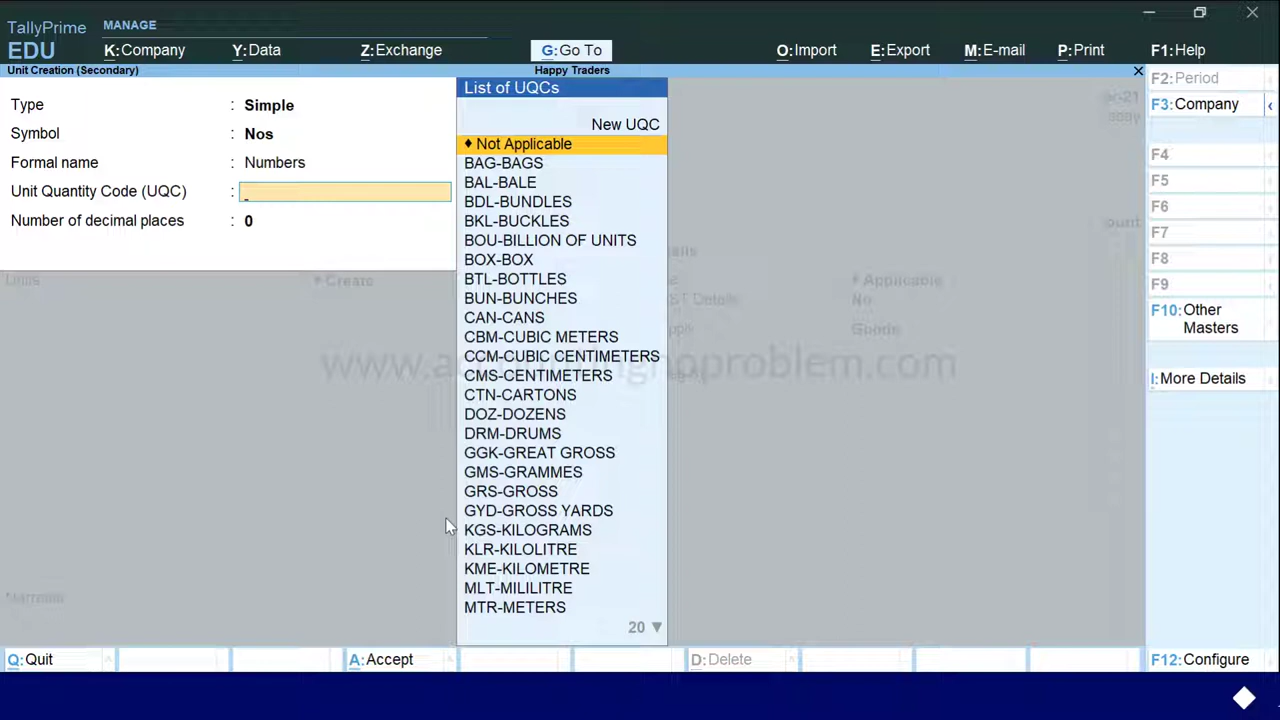 TallyPrime
MANAGE
EDU
K:Company
Y:Data
Z:Exchange
G:Go To
O:Import
E:Export
M:E-mail
P:Print
F1:Help
Unit Creation (Secondary)
Happy Traders
Type : Simple
Symbol : Nos
Formal name : Numbers
Unit Quantity Code (UQC) :
Number of decimal places : 0
List of UQCs
New UQC
♦ Not Applicable
BAG-BAGS
BAL-BALE
BDL-BUNDLES
BKL-BUCKLES
BOU-BILLION OF UNITS
BOX-BOX
BTL-BOTTLES
BUN-BUNCHES
CAN-CANS
CBM-CUBIC METERS
CCM-CUBIC CENTIMETERS
CMS-CENTIMETERS
CTN-CARTONS
DOZ-DOZENS
DRM-DRUMS
GGK-GREAT GROSS
GMS-GRAMMES
GRS-GROSS
GYD-GROSS YARDS
KGS-KILOGRAMS
KLR-KILOLITRE
KME-KILOMETRE
MLT-MILILITRE
MTR-METERS
20 ▼
Units
♦ Create
♦ Applicable
No
Goods
F2:Period
F3:Company
F4
F5
F6
F7
F8
F9
F10:Other
Masters
I:More Details
Q:Quit
A:Accept
D:Delete
F12:Configure